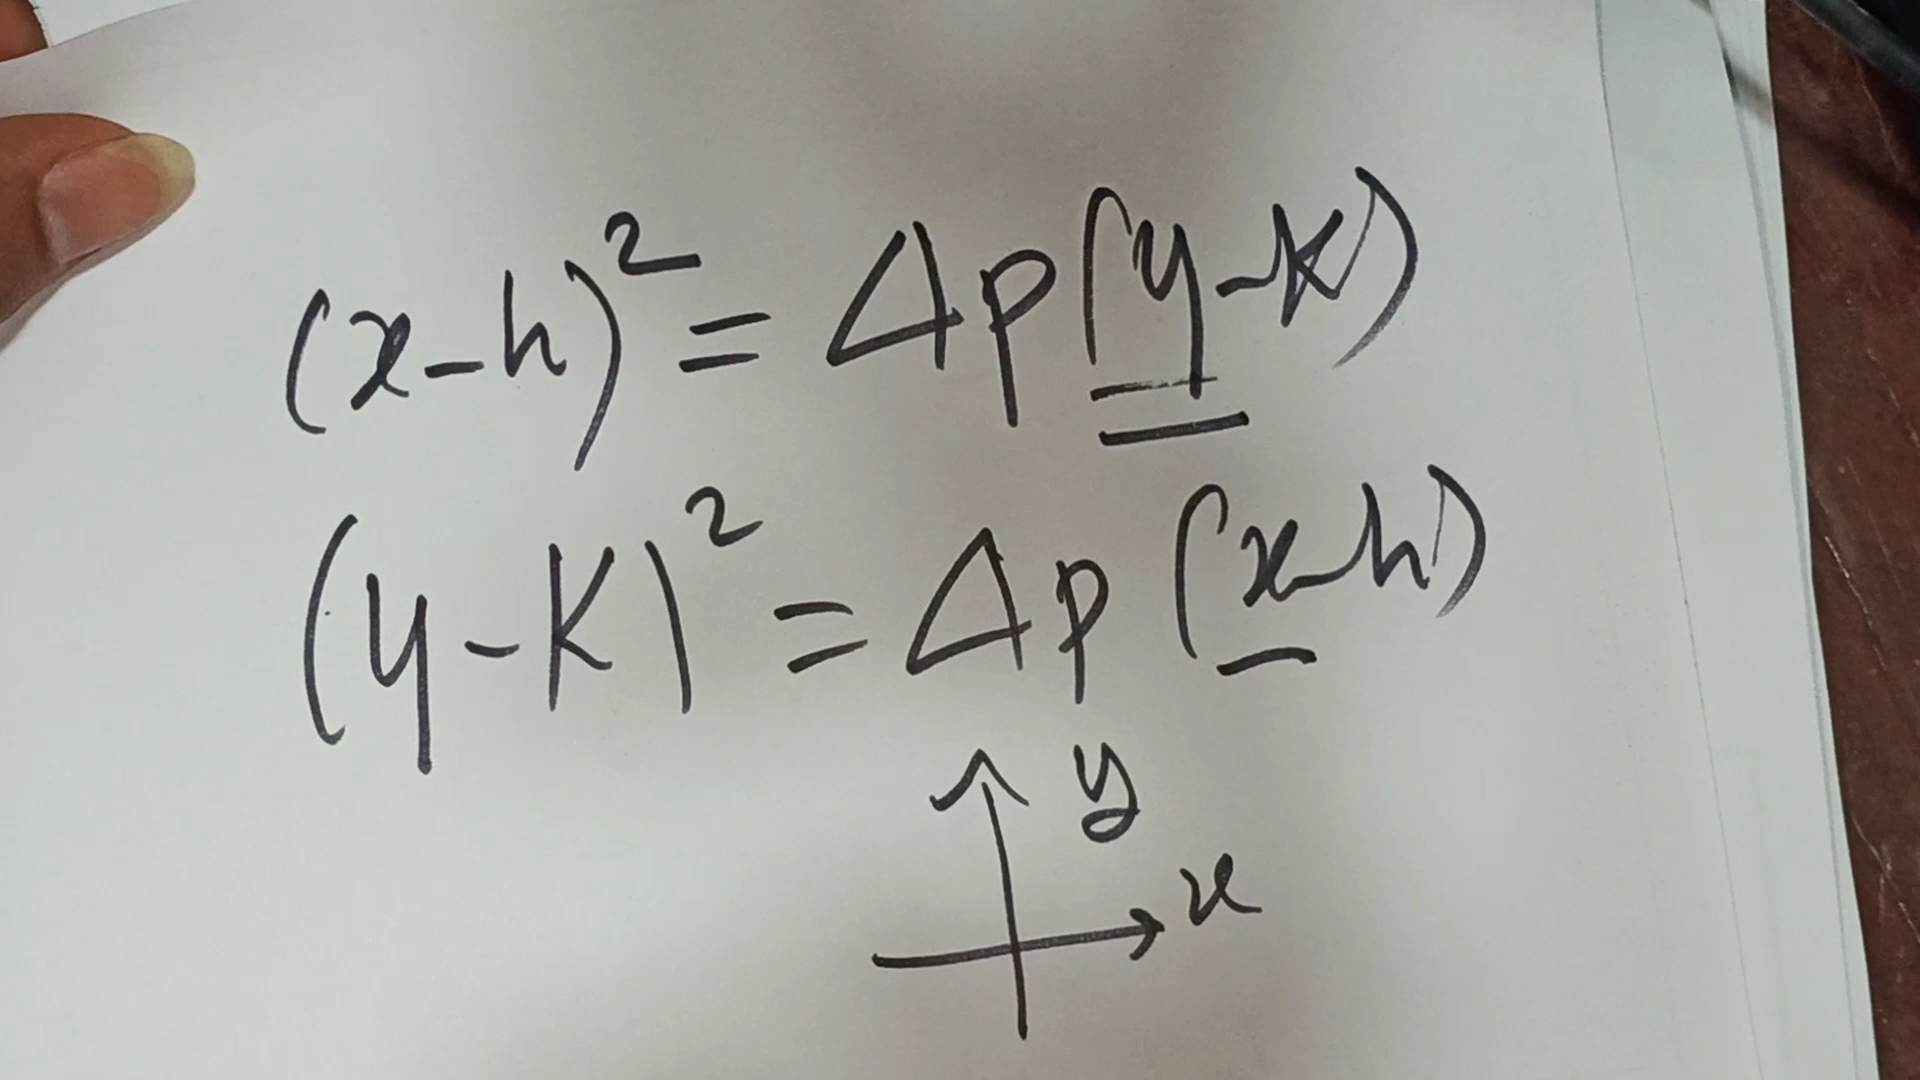 (x-h)² = 4p(y-k)
(y-k)² = 4p(x-h)
y
x